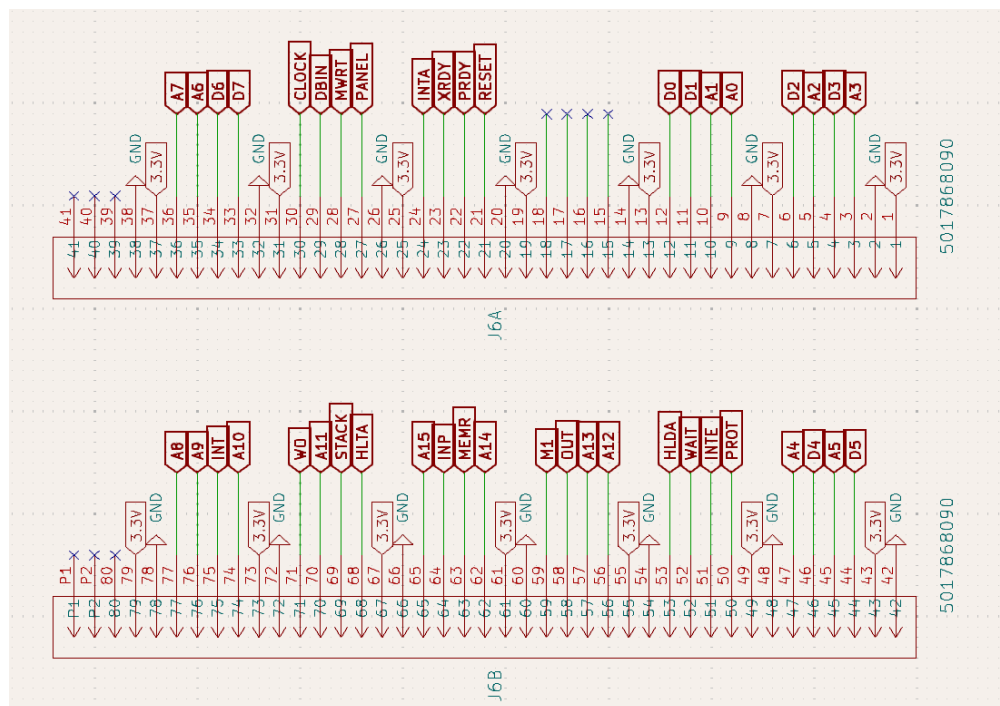 A7 A6 D6 D7 CLOCK DBIN MWRT PANEL INTA XRDY PRDY RESET D0 D1 A1 A0 D2 A2 D3 A3
GND 3.3V GND 3.3V GND 3.3V GND 3.3V GND 3.3V GND 3.3V GND 3.3V
41 40 39 38 37 36 35 34 33 32 31 30 29 28 27 26 25 24 23 22 21 20 19 18 17 16 15 14 13 12 11 10 9 8 7 6 5 4 3 2 1
41 40 39 38 37 36 35 34 33 32 31 30 29 28 27 26 25 24 23 22 21 20 19 18 17 16 15 14 13 12 11 10 9 8 7 6 5 4 3 2 1
5017868090
J6A
A8 A9 INT A10 WO A11 STACK HLTA A15 INP MEMR A14 M1 OUT A13 A12 HLDA WAIT INTE PROT A4 D4 A5 D5
3.3V GND 3.3V GND 3.3V GND 3.3V GND 3.3V GND 3.3V GND 3.3V GND
P1 P2 80 79 78 77 76 75 74 73 72 71 70 69 68 67 66 65 64 63 62 61 60 59 58 57 56 55 54 53 52 51 50 49 48 47 46 45 44 43 42
P1 P2 80 79 78 77 76 75 74 73 72 71 70 69 68 67 66 65 64 63 62 61 60 59 58 57 56 55 54 53 52 51 50 49 48 47 46 45 44 43 42
5017868090
J6B